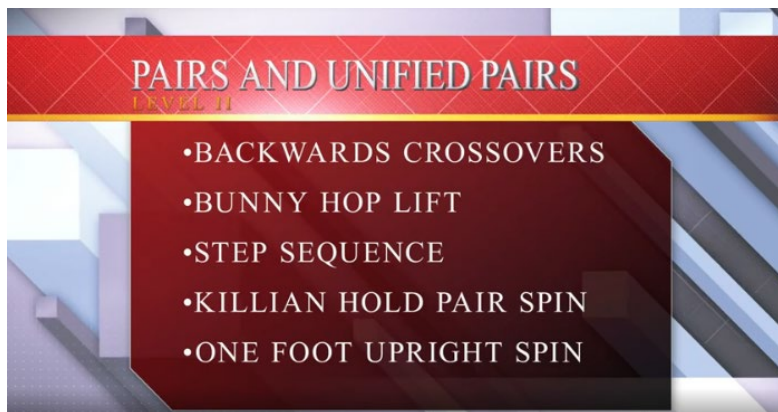 PAIRS AND UNIFIED PAIRS
LEVEL II
•BACKWARDS CROSSOVERS
•BUNNY HOP LIFT
•STEP SEQUENCE
•KILLIAN HOLD PAIR SPIN
•ONE FOOT UPRIGHT SPIN